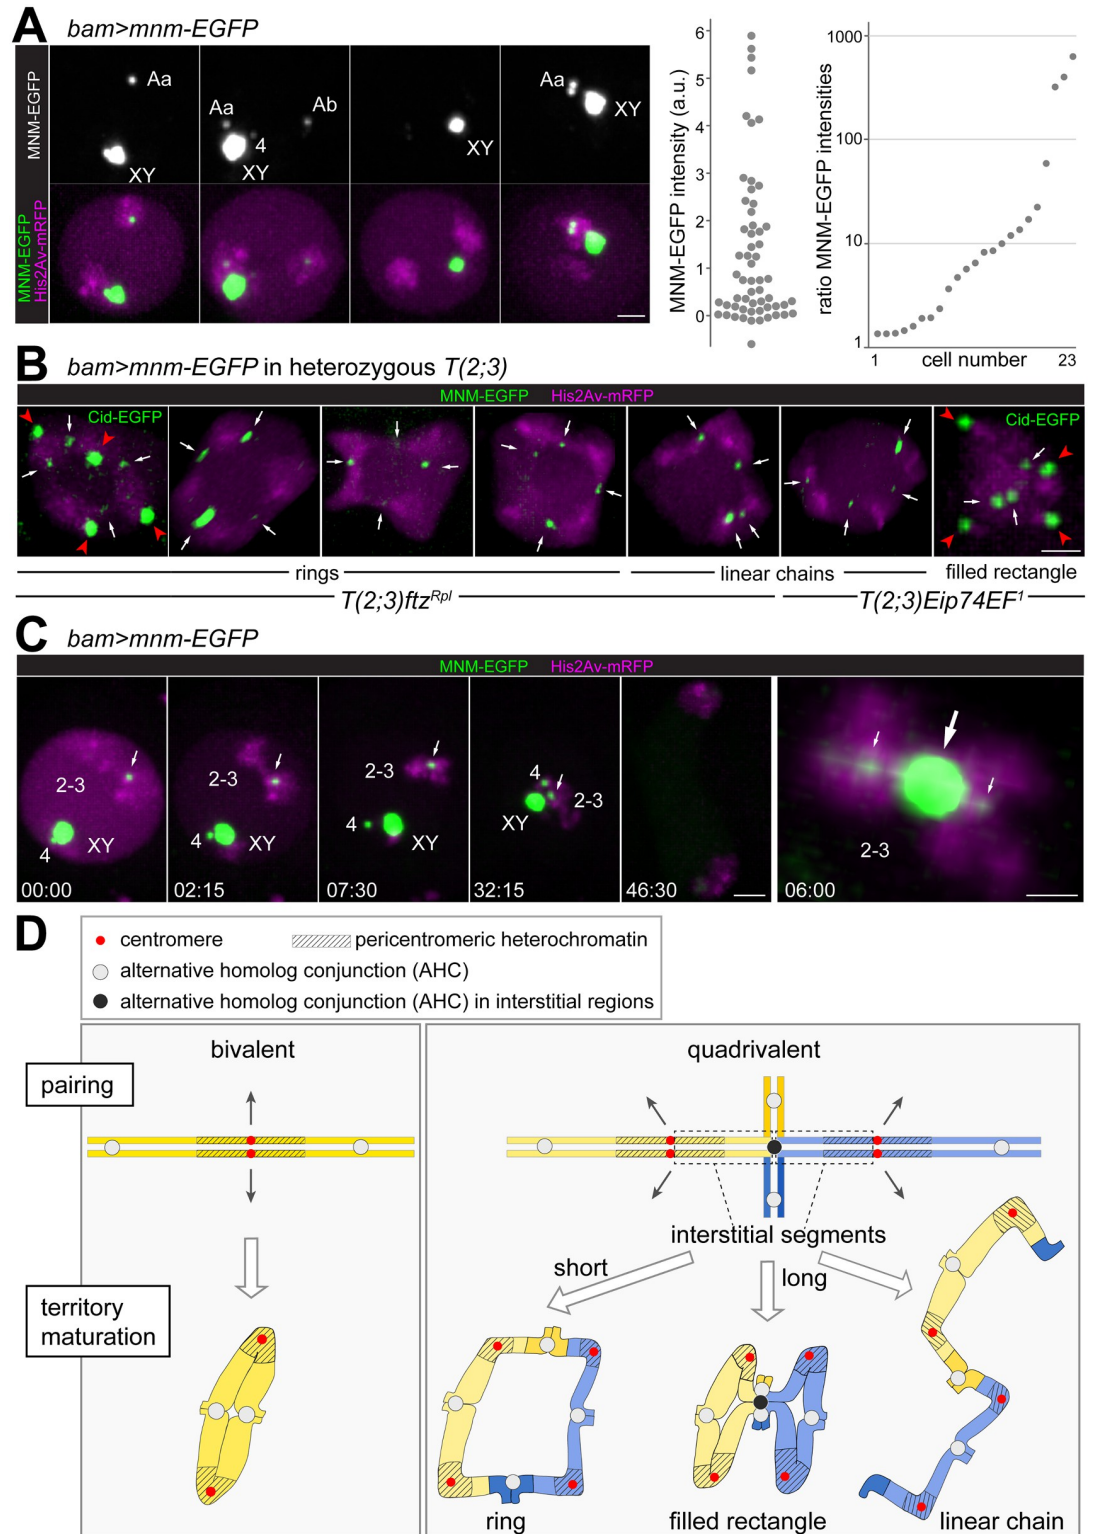 A bam>mnm-EGFP
MNM-EGFP
Aa
XY
Aa
Ab
4
XY
XY
Aa
XY
MNM-EGFP
His2Av-mRFP
MNM-EGFP intensity (a.u.)
6
5
4
3
2
1
0
ratio MNM-EGFP intensities
1000
100
10
1
1 cell number 23
B bam>mnm-EGFP in heterozygous T(2;3)
MNM-EGFP His2Av-mRFP
Cid-EGFP
Cid-EGFP
rings
linear chains
filled rectangle
T(2;3)ftzRpl
T(2;3)Eip74EF1
C bam>mnm-EGFP
MNM-EGFP His2Av-mRFP
2-3
4
XY
00:00
2-3
4
XY
02:15
2-3
4
XY
07:30
4
2-3
XY
32:15
46:30
2-3
06:00
D
centromere
pericentromeric heterochromatin
alternative homolog conjunction (AHC)
alternative homolog conjunction (AHC) in interstitial regions
bivalent
quadrivalent
pairing
interstitial segments
short
long
territory
maturation
ring
filled rectangle
linear chain